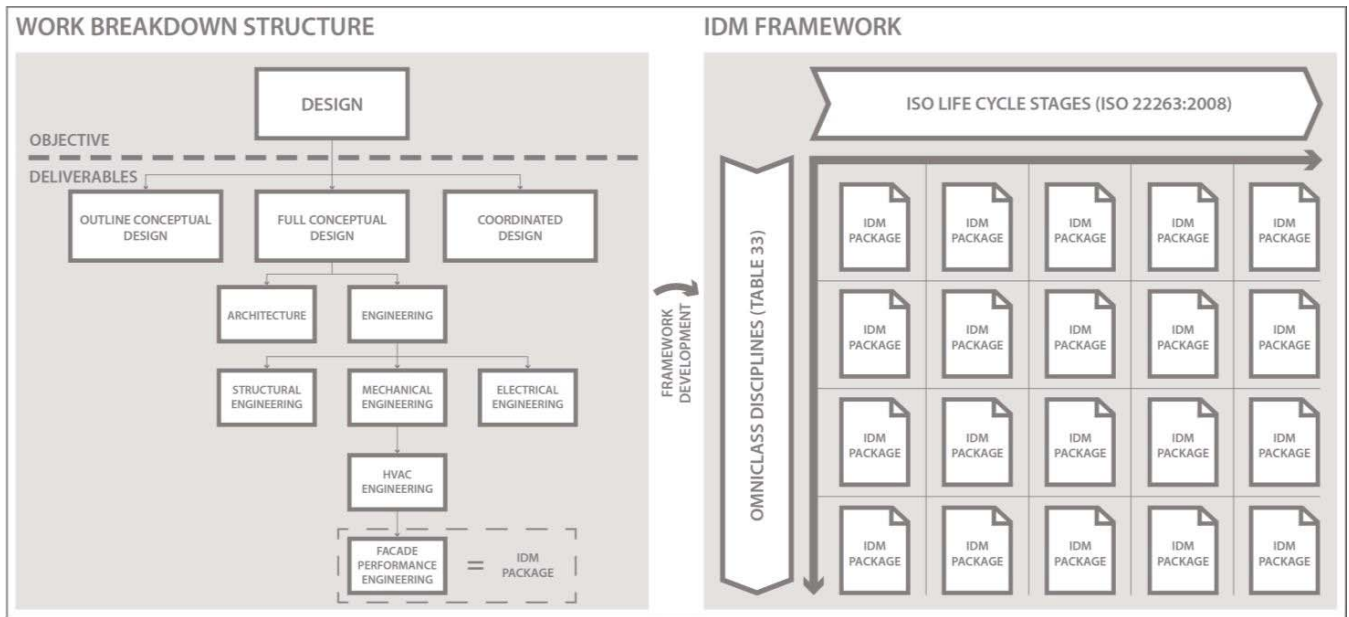 WORK BREAKDOWN STRUCTURE
DESIGN
OBJECTIVE
DELIVERABLES
OUTLINE CONCEPTUAL
DESIGN
FULL CONCEPTUAL
DESIGN
COORDINATED
DESIGN
ARCHITECTURE
ENGINEERING
STRUCTURAL
ENGINEERING
MECHANICAL
ENGINEERING
ELECTRICAL
ENGINEERING
HVAC
ENGINEERING
FACADE
PERFORMANCE
ENGINEERING
=
IDM
PACKAGE
FRAMEWORK
DEVELOPMENT
IDM FRAMEWORK
ISO LIFE CYCLE STAGES (ISO 22263:2008)
OMNICLASS DISCIPLINES (TABLE 33)
IDM
PACKAGE
IDM
PACKAGE
IDM
PACKAGE
IDM
PACKAGE
IDM
PACKAGE
IDM
PACKAGE
IDM
PACKAGE
IDM
PACKAGE
IDM
PACKAGE
IDM
PACKAGE
IDM
PACKAGE
IDM
PACKAGE
IDM
PACKAGE
IDM
PACKAGE
IDM
PACKAGE
IDM
PACKAGE
IDM
PACKAGE
IDM
PACKAGE
IDM
PACKAGE
IDM
PACKAGE